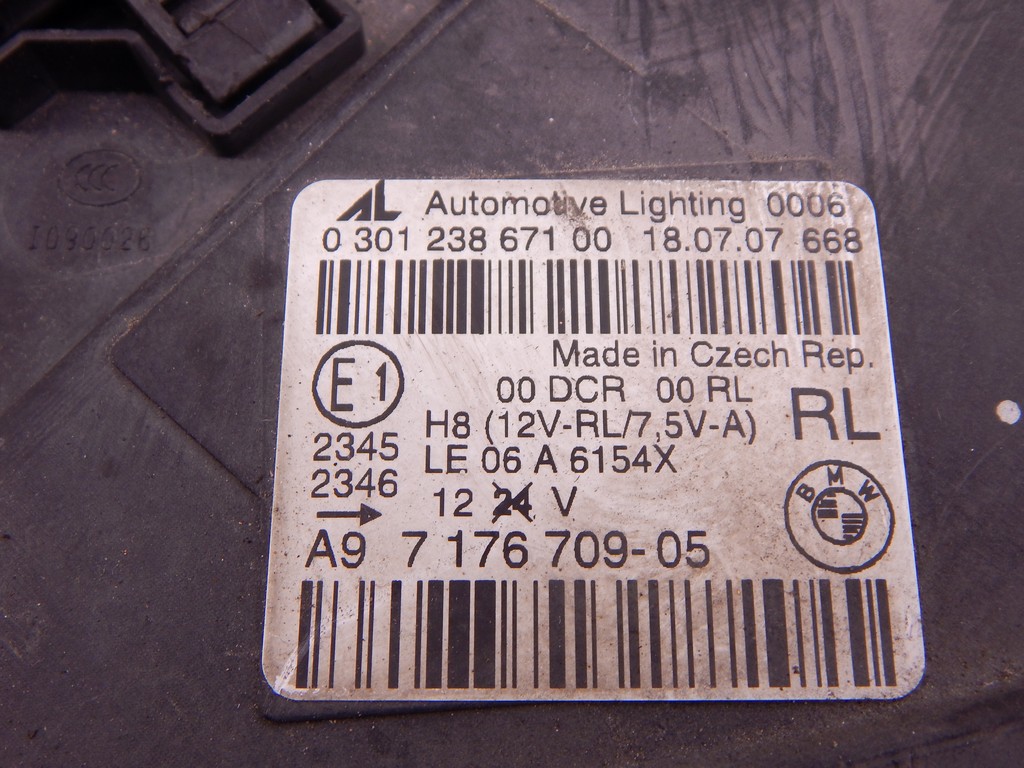 AL Automotive Lighting 0006
0 301 238 671 00 18.07.07 668
Made in Czech Rep.
E1
00 DCR 00 RL
RL
H8 (12V-RL/7,5V-A)
2345
LE 06 A 6154X
2346
12 24 V
BMW
A9 7 176 709-05
CCC